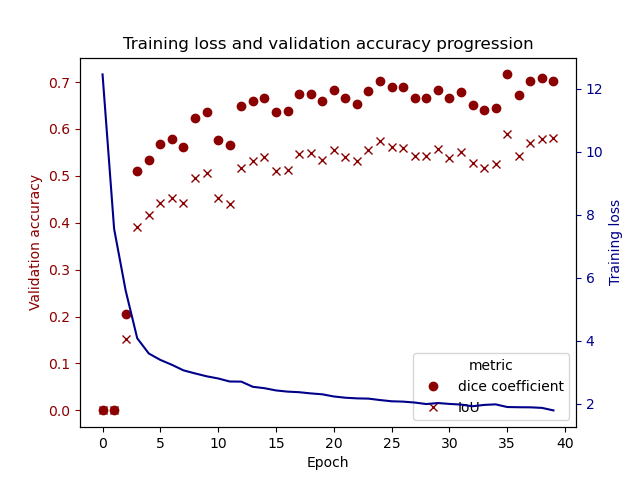 Training loss and validation accuracy progression
Validation accuracy
0.7
0.6
0.5
0.4
0.3
0.2
0.1
0.0
12
10
8
6
4
2
Training loss
metric
dice coefficient
IoU
0 5 10 15 20 25 30 35 40
Epoch